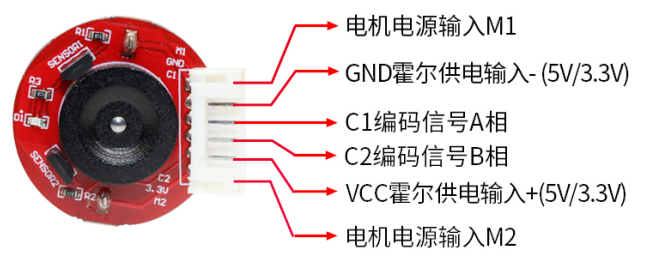 R1
SENSOR1
M1
GND
C1
R3
D1
SENSOR2
R2
C2
3.3V
M2
电机电源输入M1
GND霍尔供电输入- (5V/3.3V)
C1编码信号A相
C2编码信号B相
VCC霍尔供电输入+(5V/3.3V)
电机电源输入M2